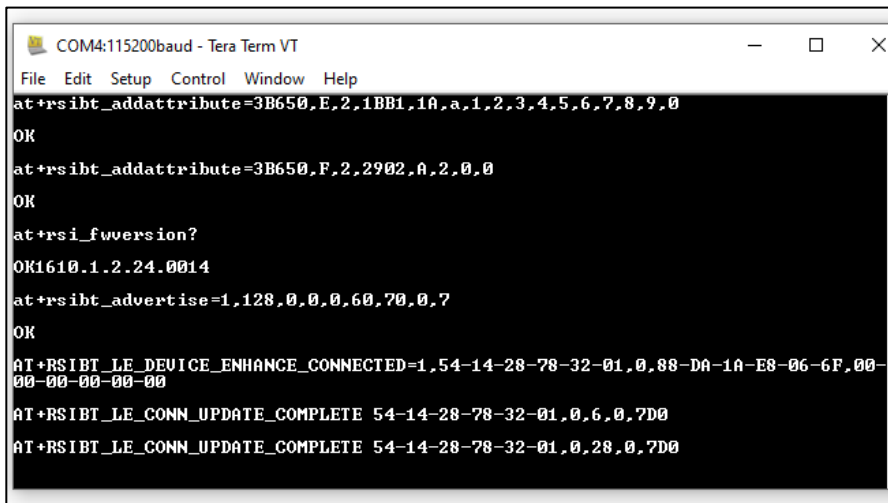 COM4:115200baud - Tera Term VT
File Edit Setup Control Window Help
at+rsibt_addattribute=3B650,E,2,1BB1,1A,a,1,2,3,4,5,6,7,8,9,0
OK
at+rsibt_addattribute=3B650,F,2,2902,A,2,0,0
OK
at+rsi_fwversion?
OK1610.1.2.24.0014
at+rsibt_advertise=1,128,0,0,0,60,70,0,7
OK
AT+RSIBT_LE_DEVICE_ENHANCE_CONNECTED=1,54-14-28-78-32-01,0,88-DA-1A-E8-06-6F,00-
00-00-00-00-00
AT+RSIBT_LE_CONN_UPDATE_COMPLETE 54-14-28-78-32-01,0,6,0,7D0
AT+RSIBT_LE_CONN_UPDATE_COMPLETE 54-14-28-78-32-01,0,28,0,7D0